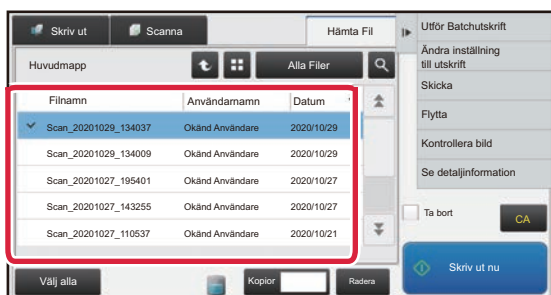 Skriv ut
Scanna
Hämta Fil
Huvudmapp
Alla Filer
Filnamn Användarnamn Datum
Scan_20201029_134037 Okänd Användare 2020/10/29
Scan_20201029_134009 Okänd Användare 2020/10/29
Scan_20201027_195401 Okänd Användare 2020/10/27
Scan_20201027_143255 Okänd Användare 2020/10/27
Scan_20201027_110537 Okänd Användare 2020/10/21
Välj alla
Kopior
Radera
Utför Batchutskrift
Ändra inställning
till utskrift
Skicka
Flytta
Kontrollera bild
Se detaljinformation
Ta bort
CA
Skriv ut nu